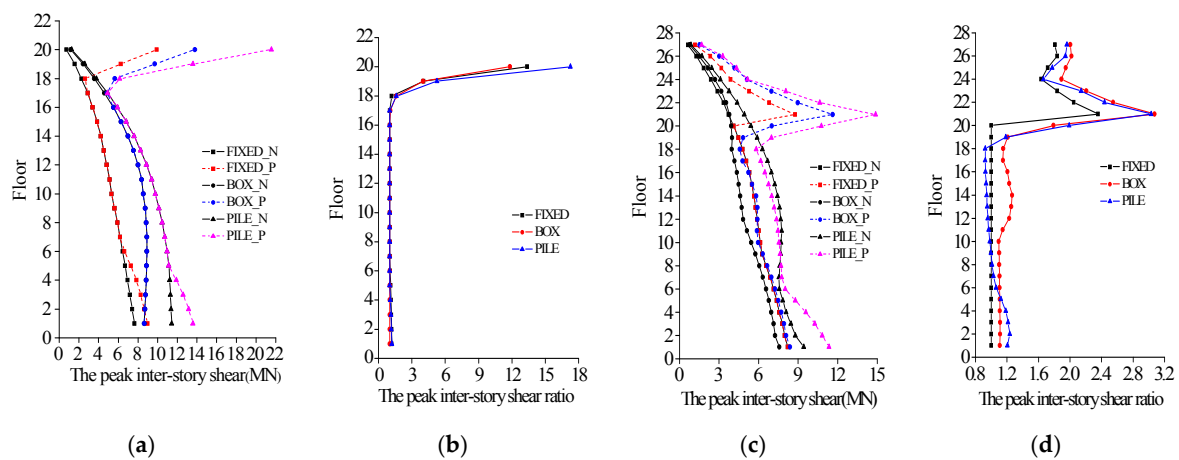 22
20
18
16
14
12
10
8
6
4
2
0
Floor
FIXED_N
FIXED_P
BOX_N
BOX_P
PILE_N
PILE_P
0 2 4 6 8 10 12 14 16 18 20 22
The peak inter-story shear(MN)
(a)
22
20
18
16
14
12
10
8
6
4
2
0
Floor
FIXED
BOX
PILE
0 3 6 9 12 15 18
The peak inter-story shear ratio
(b)
28
26
24
22
20
18
16
14
12
10
8
6
4
2
0
Floor
FIXED_N
FIXED_P
BOX_N
BOX_P
PILE_N
PILE_P
0 3 6 9 12 15
The peak inter-story shear(MN)
(c)
28
26
24
22
20
18
16
14
12
10
8
6
4
2
0
Floor
FIXED
BOX
PILE
0.8 1.2 1.6 2.0 2.4 2.8 3.2
The peak inter-story shear ratio
(d)